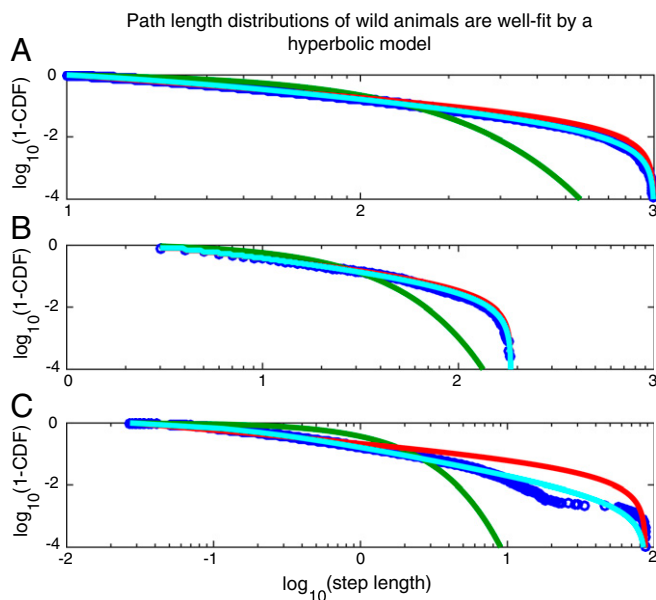 Path length distributions of wild animals are well-fit by a
hyperbolic model
A
log10(1-CDF)
0
-2
-4
1
2
3
B
log10(1-CDF)
0
-2
-4
0
1
2
3
C
log10(1-CDF)
0
-2
-4
-2
-1
0
1
2
log10(step length)